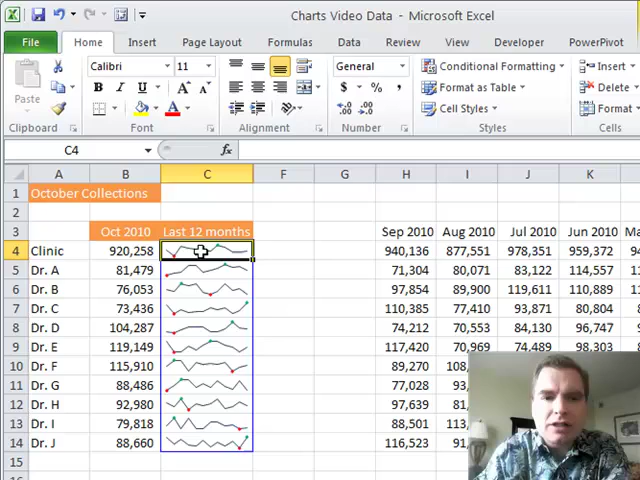 Charts Video Data - Microsoft Excel
File Home Insert Page Layout Formulas Data Review View Developer PowerPivot
Paste Calibri 11 General Conditional Formatting Insert
B I U $ % , Format as Table Delete
Cell Styles Format
Clipboard Font Alignment Number Styles
C4 fx
A B C F G H I J K
1 October Collections
2
3 Oct 2010 Last 12 months Sep 2010 Aug 2010 Jul 2010 Jun 2010
4 Clinic 920,258 940,136 877,551 978,351 959,372
5 Dr. A 81,479 71,304 80,071 83,122 114,557
6 Dr. B 76,053 97,854 89,900 119,611 110,889
7 Dr. C 73,436 110,385 77,410 93,871 80,804
8 Dr. D 104,287 74,212 70,553 84,130 96,747
9 Dr. E 119,149 117,420 70,969 74,529 98,303
10 Dr. F 115,910 89,270 108,
11 Dr. G 88,486 77,028 93,
12 Dr. H 92,980 97,639
13 Dr. I 79,818 88,501 113,
14 Dr. J 88,660 116,523
15